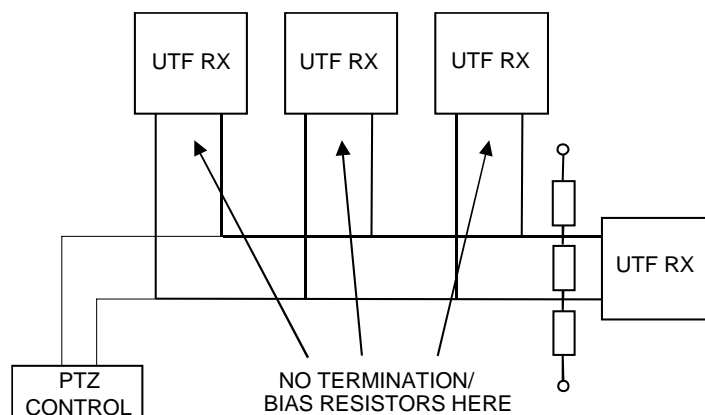 UTF RX
UTF RX
UTF RX
UTF RX
PTZ
CONTROL
NO TERMINATION/
BIAS RESISTORS HERE